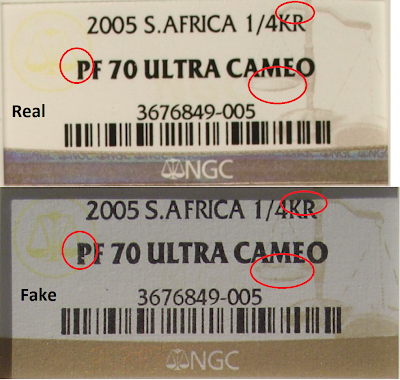 2005 S.AFRICA 1/4KR
PF 70 ULTRA CAMEO
Real
3676849-005
NGC
2005 S.AFRICA 1/4KR
PF 70 ULTRA CAMEO
Fake
3676849-005
NGC